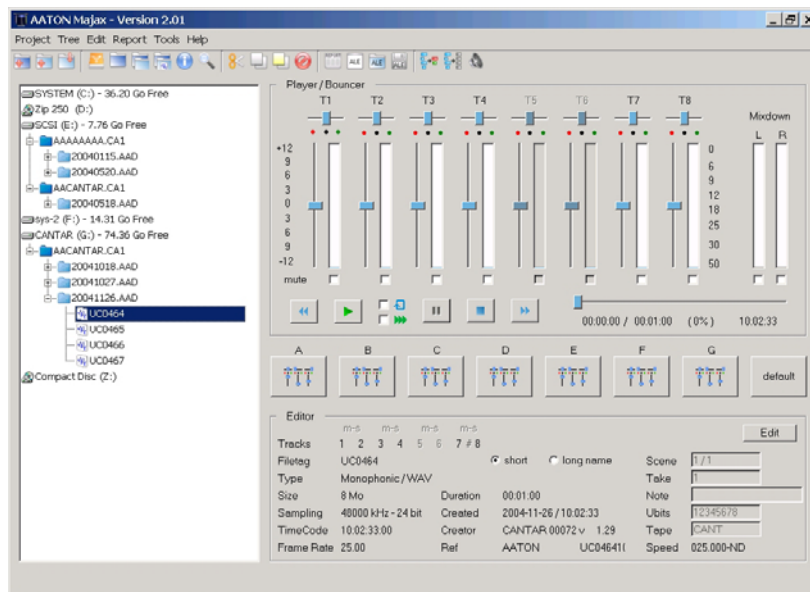 AATON Majax - Version 2.01
Project Tree Edit Report Tools Help
SYSTEM (C:) - 36.20 Go Free
Zip 250 (D:)
SCSI (E:) - 7.76 Go Free
AAAAAAAA.CA1
20040115.AAD
20040520.AAD
AACANTAR.CA1
20040518.AAD
sys-2 (F:) - 14.31 Go Free
CANTAR (G:) - 74.36 Go Free
AACANTAR.CA1
20041018.AAD
20041027.AAD
20041126.AAD
UC0464
UC0465
UC0466
UC0467
Compact Disc (Z:)
Player / Bouncer
T1 T2 T3 T4 T5 T6 T7 T8
Mixdown
L R
+12 0
9 6
6 9
3 12
0 18
3 25
6 30
9 50
-12
mute
00:00:00 / 00:01:00 (0%) 10:02:33
A B C D E F G
default
Editor
Edit
m-s m-s m-s m-s
Tracks 1 2 3 4 5 6 7 # 8
Filetag UC0464 short long name Scene 1 / 1
Type Monophonic / WAV Take 1
Size 8 Mo Duration 00:01:00 Note
Sampling 48000 kHz - 24 bit Created 2004-11-26 / 10:02:33 Ubits 12345678
TimeCode 10:02:33:00 Creator CANTAR 00072 v 1.29 Tape CANT
Frame Rate 25.00 Ref AATON Speed 025.000-ND